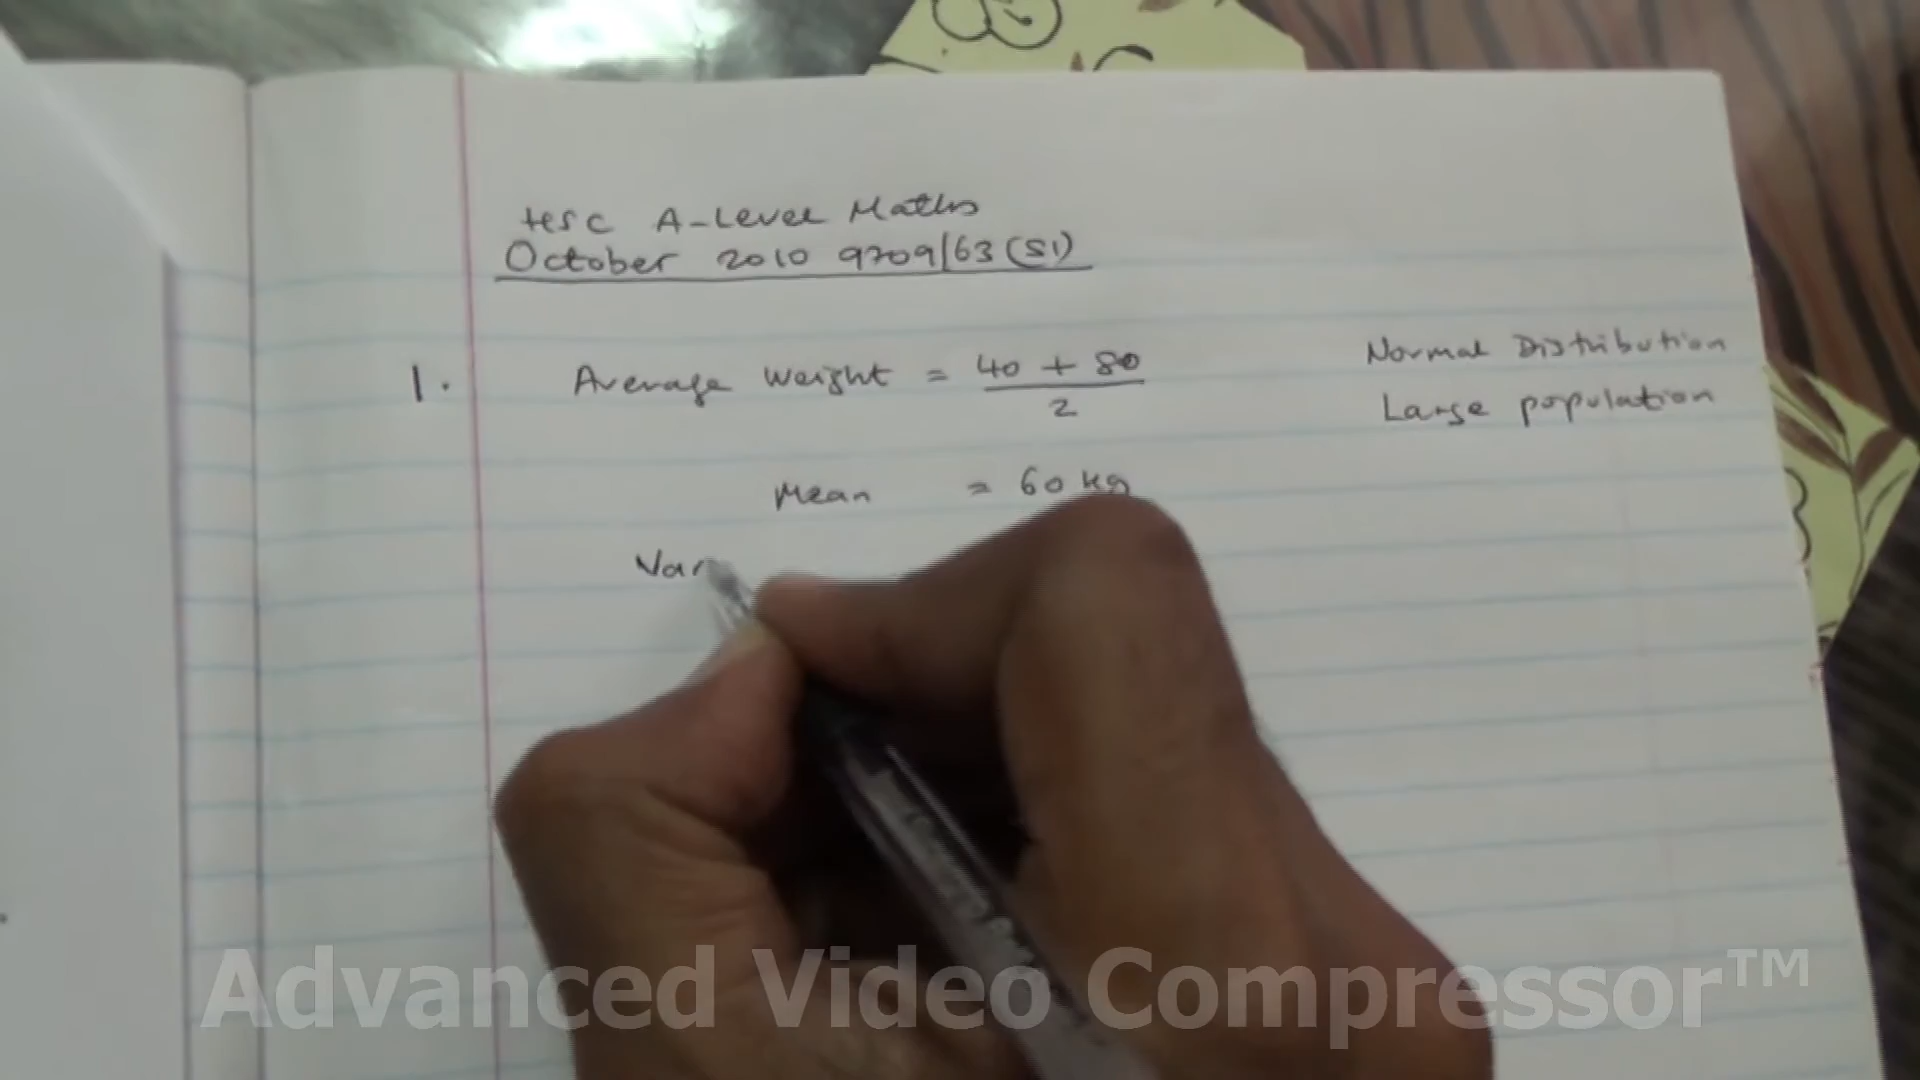 HSC A-Level Maths
October 2010 9709/63 (S1)
1. Average weight = 40 + 80
2
Normal Distribution
Large population
Mean = 60 kg
Var
Advanced Video Compressor™